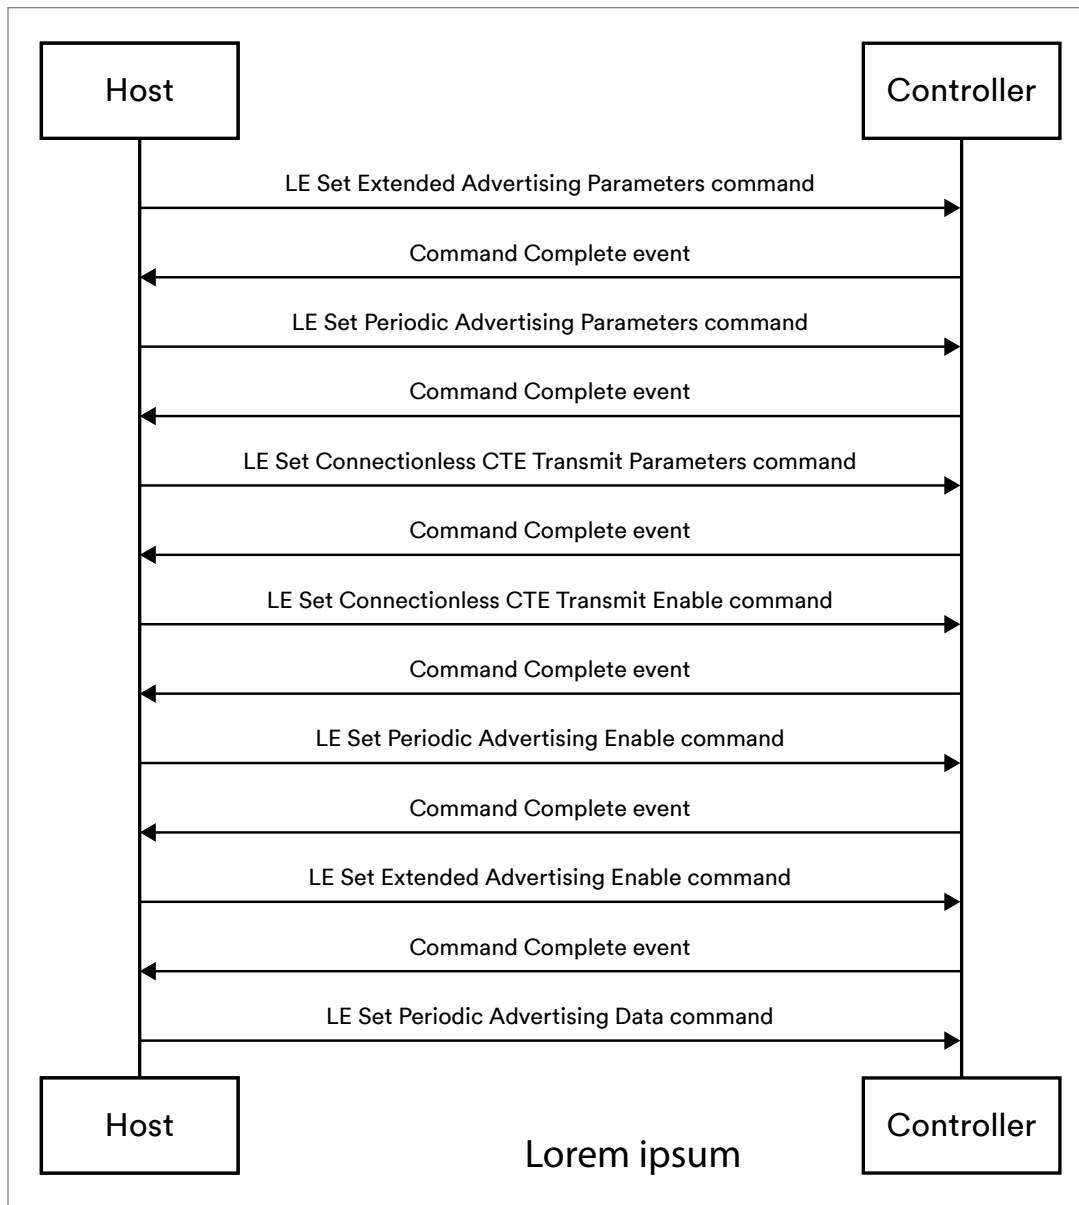 Host
Controller
LE Set Extended Advertising Parameters command
Command Complete event
LE Set Periodic Advertising Parameters command
Command Complete event
LE Set Connectionless CTE Transmit Parameters command
Command Complete event
LE Set Connectionless CTE Transmit Enable command
Command Complete event
LE Set Periodic Advertising Enable command
Command Complete event
LE Set Extended Advertising Enable command
Command Complete event
LE Set Periodic Advertising Data command
Host
Controller
Lorem ipsum